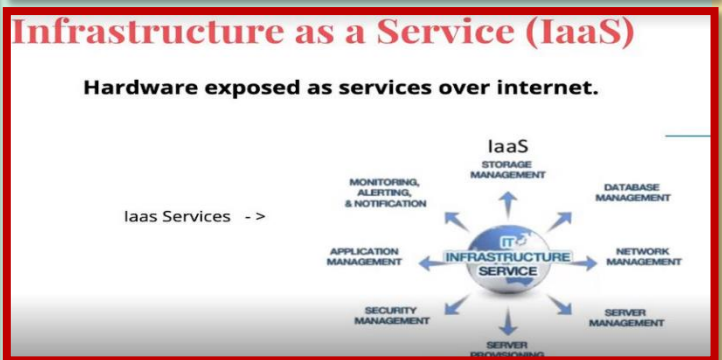 Infrastructure as a Service (IaaS)
Hardware exposed as services over internet.
IaaS
STORAGE
MANAGEMENT
MONITORING,
ALERTING,
& NOTIFICATION
DATABASE
MANAGEMENT
Iaas Services - >
APPLICATION
MANAGEMENT
IT
INFRASTRUCTURE
SERVICE
NETWORK
MANAGEMENT
SECURITY
MANAGEMENT
SERVER
MANAGEMENT
SERVER
PROVISIONING